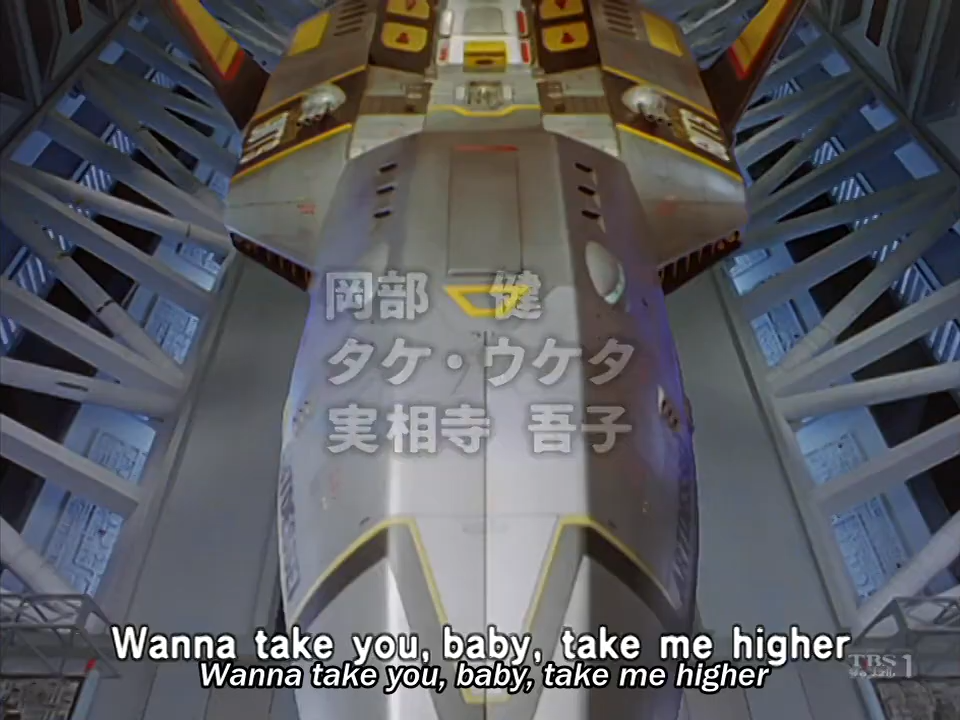 岡部 健
タケ・ウケタ
実相寺 吾子
Wanna take you, baby, take me higher
Wanna take you, baby, take me higher
TBS 1